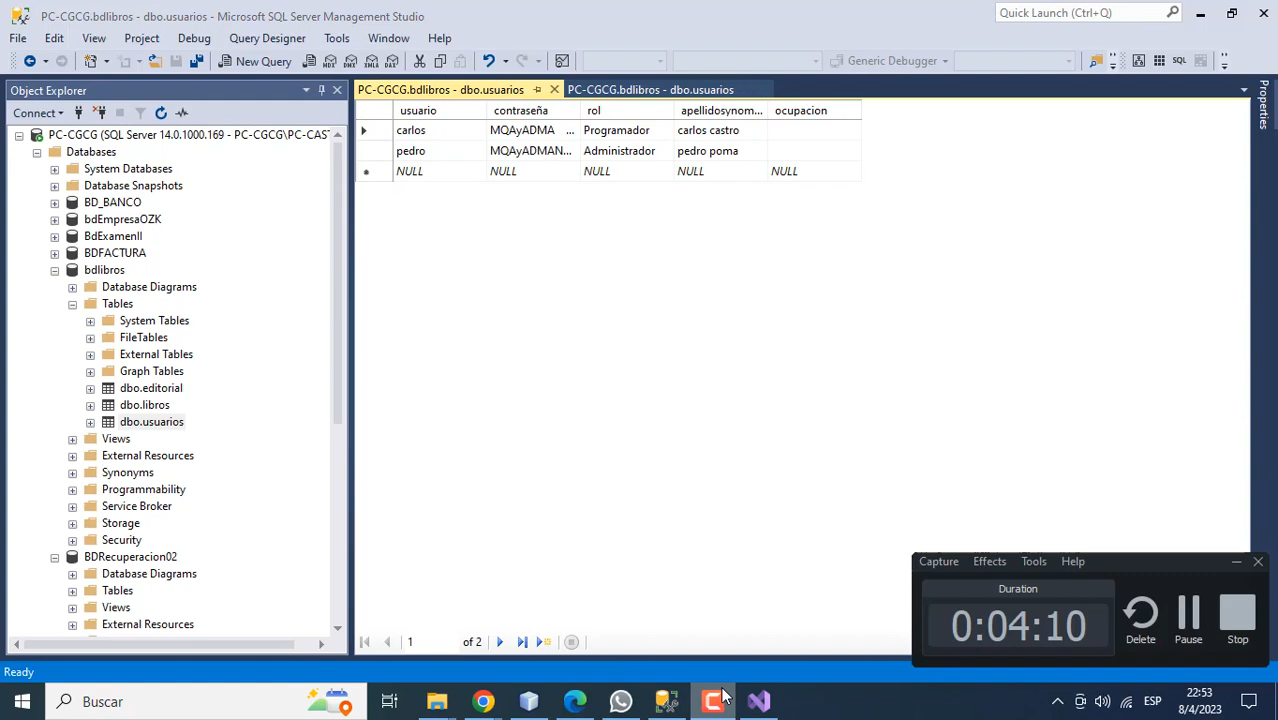 PC-CGCG.bdlibros - dbo.usuarios - Microsoft SQL Server Management Studio
Quick Launch (Ctrl+Q)
File Edit View Project Debug Query Designer Tools Window Help
New Query
Generic Debugger
Object Explorer
PC-CGCG.bdlibros - dbo.usuarios
PC-CGCG.bdlibros - dbo.usuarios
Properties
Connect
PC-CGCG (SQL Server 14.0.1000.169 - PC-CGCG\PC-CAST
Databases
System Databases
Database Snapshots
BD_BANCO
bdEmpresaOZK
BdExamenII
BDFACTURA
bdlibros
Database Diagrams
Tables
System Tables
FileTables
External Tables
Graph Tables
dbo.editorial
dbo.libros
dbo.usuarios
Views
External Resources
Synonyms
Programmability
Service Broker
Storage
Security
BDRecuperacion02
Database Diagrams
Tables
Views
External Resources
usuario contraseña rol apellidosynom... ocupacion
carlos MQAyADMA ... Programador carlos castro
pedro MQAyADMAN... Administrador pedro poma
NULL NULL NULL NULL NULL
1 of 2
Capture Effects Tools Help
Duration
0:04:10
Delete Pause Stop
Ready
Buscar
ESP
22:53
8/4/2023